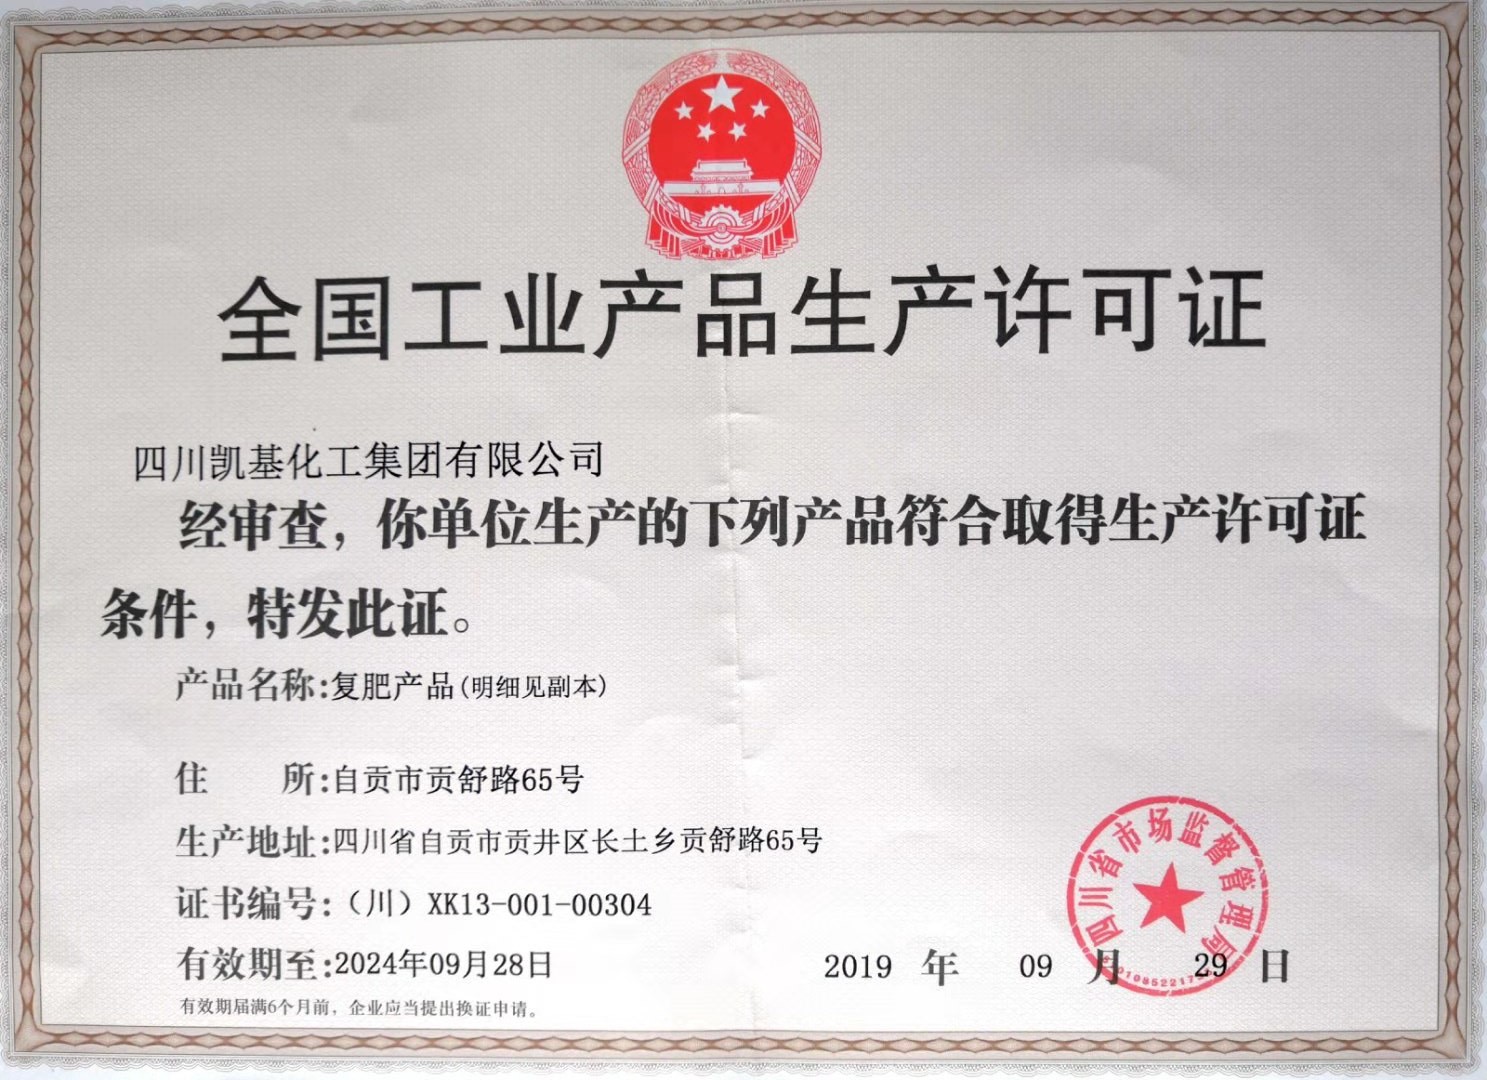 全国工业产品生产许可证
四川凯基化工集团有限公司
经审查，你单位生产的下列产品符合取得生产许可证
条件，特发此证。
产品名称:复肥产品(明细见副本)
住 所:自贡市贡舒路65号
生产地址:四川省自贡市贡井区长土乡贡舒路65号
证书编号:（川）XK13-001-00304
有效期至:2024年09月28日
2019 年 09 月 29 日
四川省市场监督管理局
有效期届满6个月前，企业应当提出换证申请。